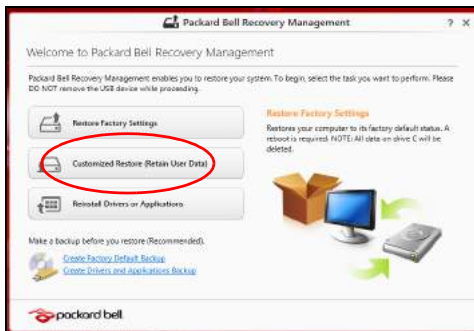 Packard Bell Recovery Management
? X
Welcome to Packard Bell Recovery Management
Packard Bell Recovery Management enables you to restore your system. To begin, select the task you want to perform. Please
DO NOT remove the USB device while proceeding.
Restore Factory Settings
Customized Restore (Retain User Data)
Reinstall Drivers or Applications
Restore Factory Settings
Restores your computer to its factory default status. A
reboot is required. NOTE: All data on drive C will be
deleted.
Make a backup before you restore (Recommended).
Create Factory Default Backup
Create Drivers and Applications Backup
packard bell